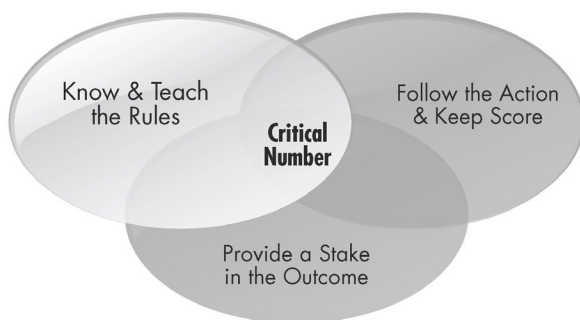 Know & Teach
the Rules
Follow the Action
& Keep Score
Critical
Number
Provide a Stake
in the Outcome